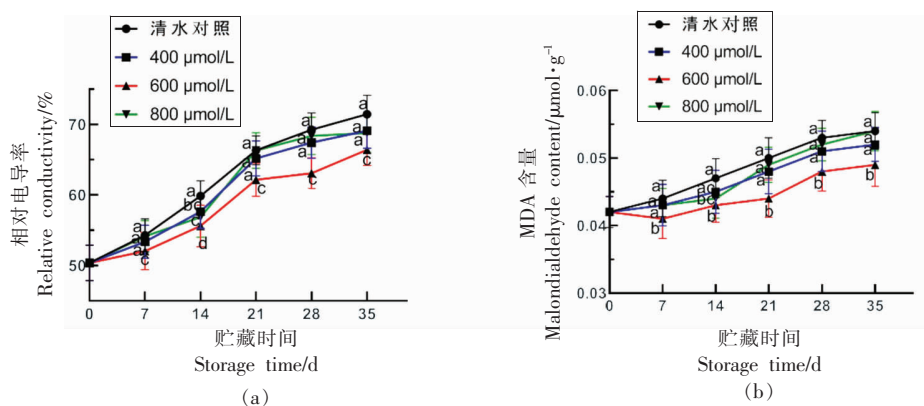 清水对照
400 μmol/L
600 μmol/L
800 μmol/L
相对电导率
Relative conductivity/%
70
60
50
a
a
a
c
a
bc
d
a
a
c
a
a
a
c
a
a
a
c
0 7 14 21 28 35
贮藏时间
Storage time/d
(a)
清水对照
400 μmol/L
600 μmol/L
800 μmol/L
MDA 含量
Malondialdehyde content/μmol·g⁻¹
0.06
0.05
0.04
0.03
a
a
a
b
a
bc
a
a
a
b
a
a
a
b
a
a
a
b
0 7 14 21 28 35
贮藏时间
Storage time/d
(b)